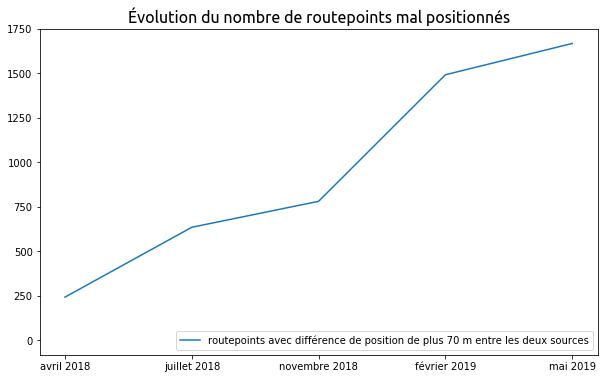 Évolution du nombre de routepoints mal positionnés
1750
1500
1250
1000
750
500
250
0
routepoints avec différence de position de plus 70 m entre les deux sources
avril 2018 juillet 2018 novembre 2018 février 2019 mai 2019